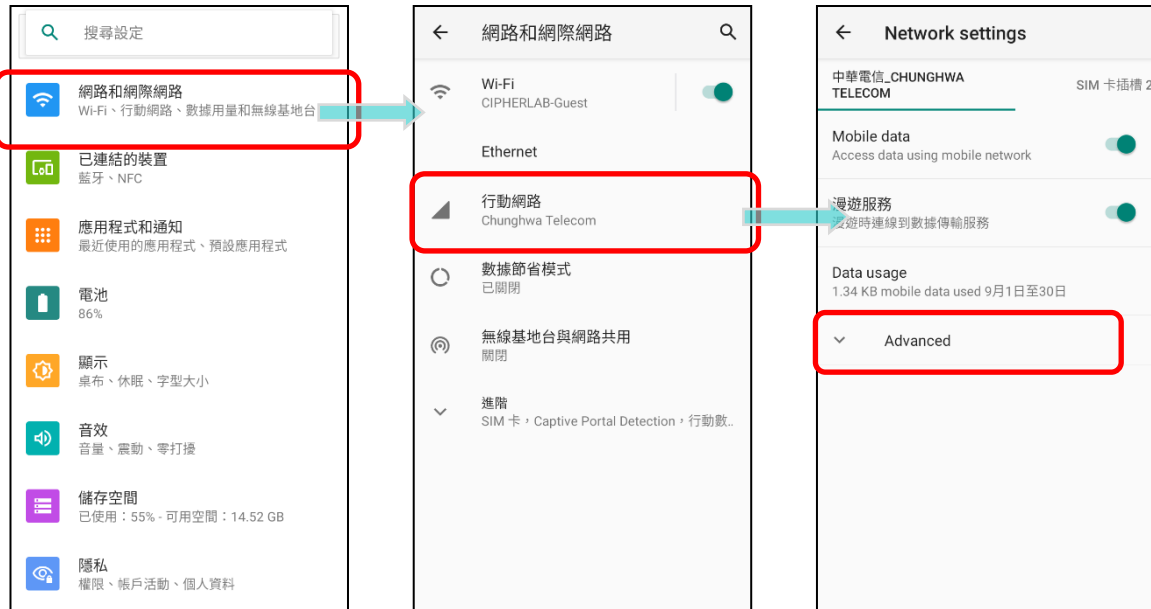 搜尋設定
網路和網際網路
Wi-Fi、行動網路、數據用量和無線基地台
已連結的裝置
藍牙、NFC
應用程式和通知
最近使用的應用程式、預設應用程式
電池
86%
顯示
桌布、休眠、字型大小
音效
音量、震動、零打擾
儲存空間
已使用：55% - 可用空間：14.52 GB
隱私
權限、帳戶活動、個人資料
網路和網際網路
Wi-Fi
CIPHERLAB-Guest
Ethernet
行動網路
Chunghwa Telecom
數據節省模式
已關閉
無線基地台與網路共用
關閉
進階
SIM 卡，Captive Portal Detection，行動數..
Network settings
中華電信_CHUNGHWA
TELECOM
SIM 卡插槽 2
Mobile data
Access data using mobile network
漫遊服務
漫遊時連線到數據傳輸服務
Data usage
1.34 KB mobile data used 9月1日至30日
Advanced